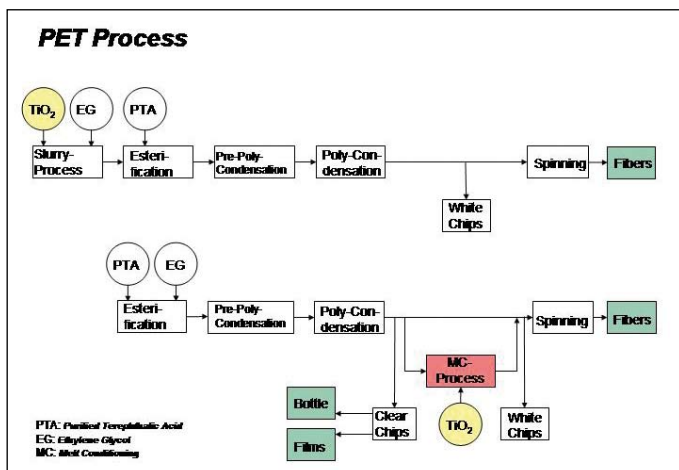 PET Process
TiO2
EG
PTA
Slurry-
Process
Esteri-
fication
Pre-Poly-
Condensation
Poly-Con-
densation
Spinning
Fibers
White
Chips
PTA
EG
Esteri-
fication
Pre-Poly-
Condensation
Poly-Con-
densation
Spinning
Fibers
MC-
Process
Bottle
Films
Clear
Chips
TiO2
White
Chips
PTA: Purified Terephthalic Acid
EG: Ethylene Glycol
MC: Melt Conditioning